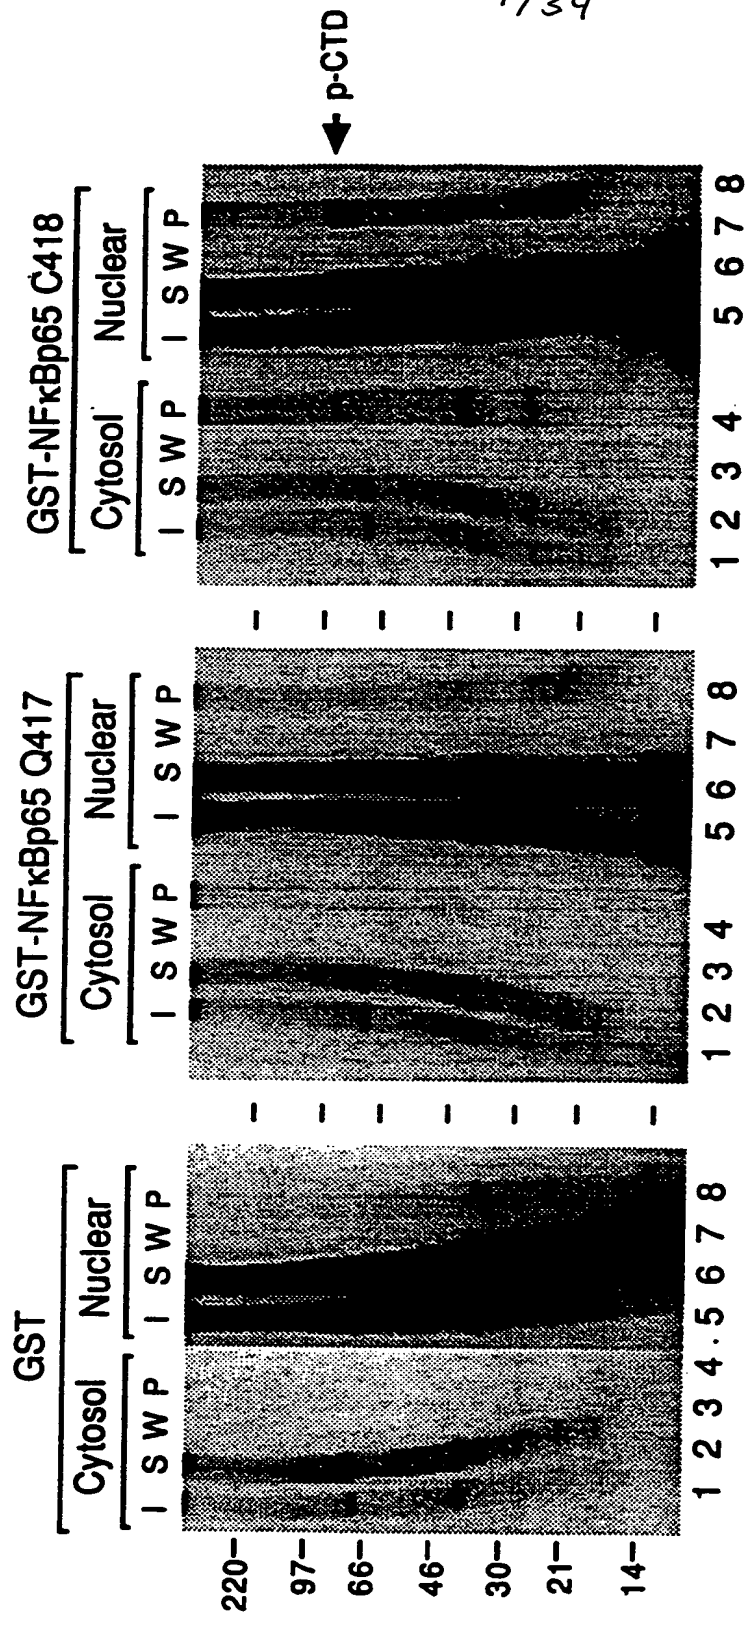 1/34
GST GST-NFκBp65 Q417 GST-NFκBp65 C418
Cytosol Nuclear Cytosol Nuclear Cytosol Nuclear
I S W P I S W P I S W P I S W P I S W P I S W P
220-
97-
66-
46-
30-
21-
14-
p-CTD
1 2 3 4 5 6 7 8 1 2 3 4 5 6 7 8 1 2 3 4 5 6 7 8